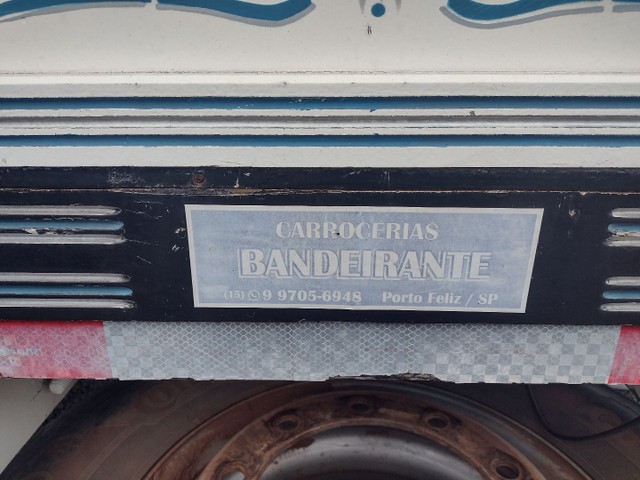 CARROCERIAS
BANDEIRANTE
(15) 9 9705-6948 Porto Feliz / SP